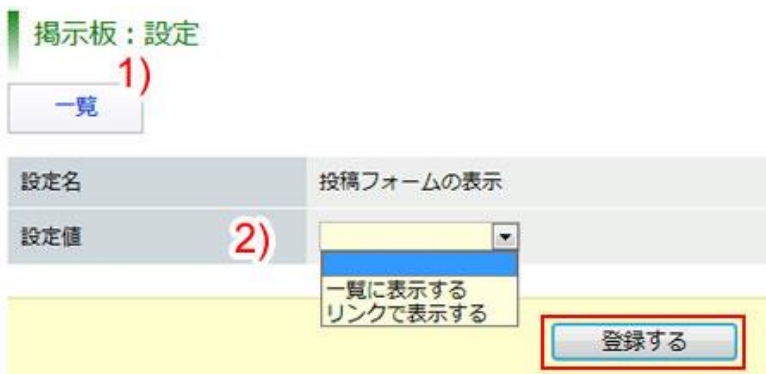 掲示板：設定
1)
一覧
設定名 投稿フォームの表示
設定値 2)
一覧に表示する
リンクで表示する
登録する